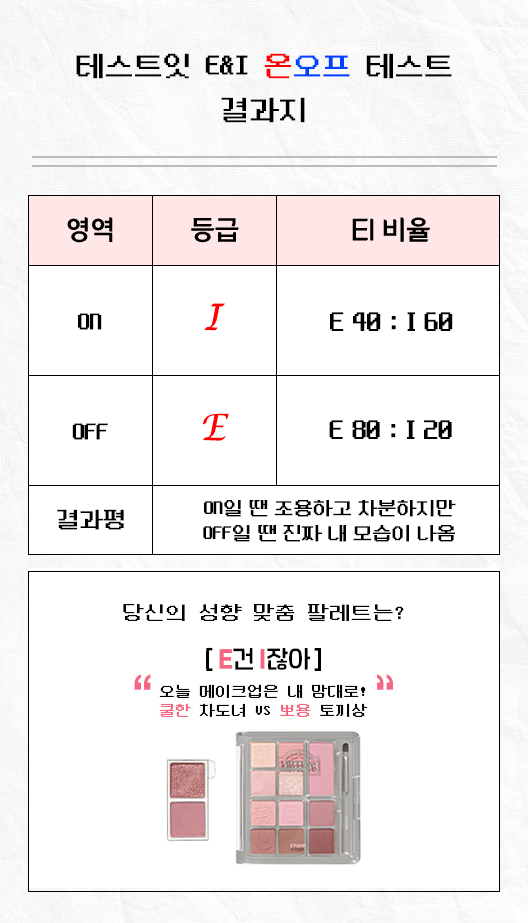 테스트잇 E&I 온오프 테스트
결과지
영역 등급 EI 비율
ON I E 40 : I 60
OFF E E 80 : I 20
결과평 ON일 땐 조용하고 차분하지만
OFF일 땐 진짜 내 모습이 나옴
당신의 성향 맞춤 팔레트는?
[ E건 I잖아 ]
“ 오늘 메이크업은 내 맘대로! ”
쿨한 차도녀 VS 뽀용 토끼상
ETUDE